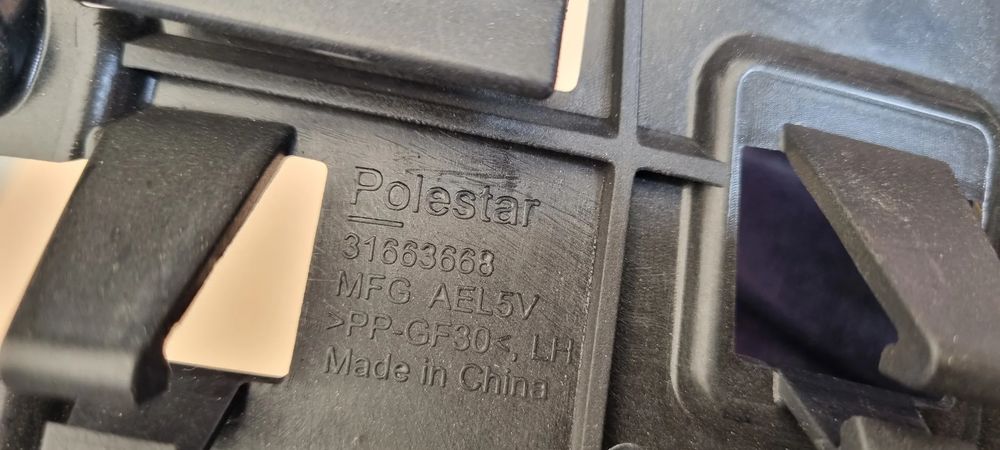 Polestar
31663668
MFG AEL5V
>PP-GF30<, LH
Made in China